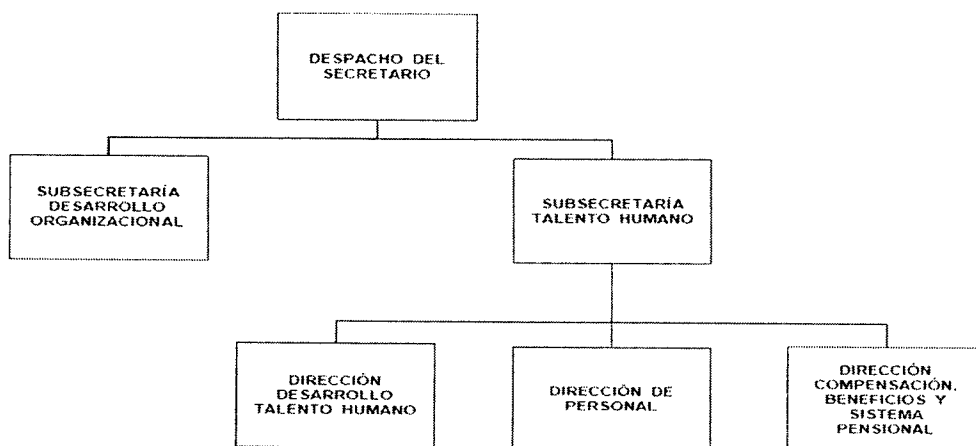 DESPACHO DEL
SECRETARIO
SUBSECRETARÍA
DESARROLLO
ORGANIZACIONAL
SUBSECRETARÍA
TALENTO HUMANO
DIRECCIÓN
DESARROLLO
TALENTO HUMANO
DIRECCIÓN DE
PERSONAL
DIRECCIÓN
COMPENSACIÓN,
BENEFICIOS Y
SISTEMA
PENSIONAL